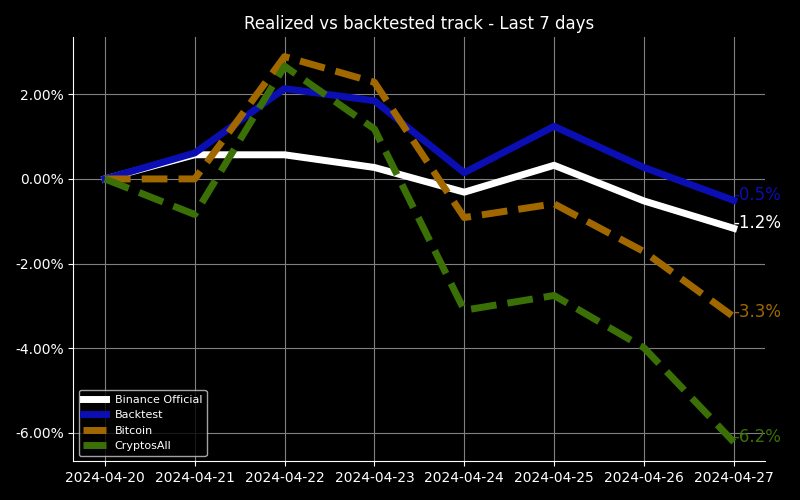 Realized vs backtested track - Last 7 days
2.00%
0.00%
-2.00%
-4.00%
-6.00%
-0.5%
-1.2%
-3.3%
-6.2%
Binance Official
Backtest
Bitcoin
CryptosAll
2024-04-20 2024-04-21 2024-04-22 2024-04-23 2024-04-24 2024-04-25 2024-04-26 2024-04-27